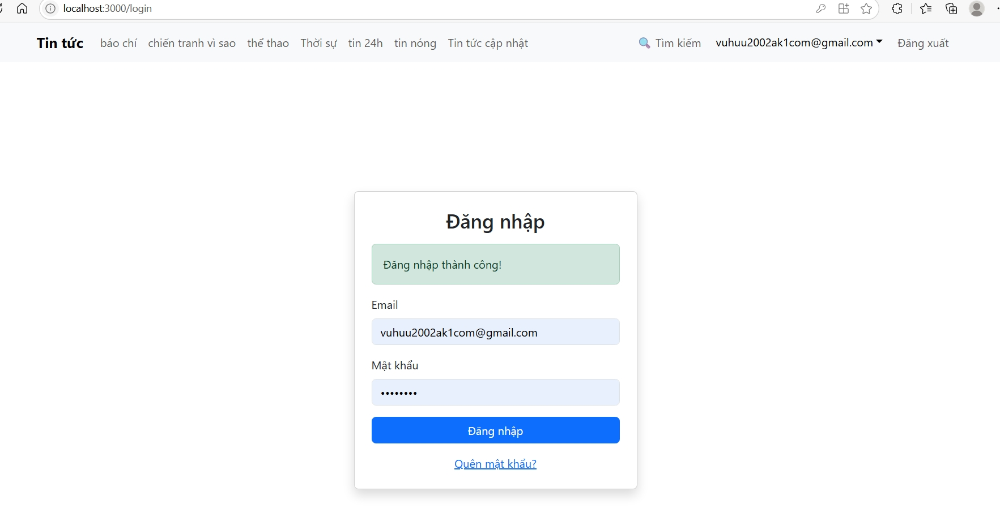 localhost:3000/login
Tin tức báo chí chiến tranh vì sao thể thao Thời sự tin 24h tin nóng Tin tức cập nhật Tìm kiếm vuhuu2002ak1com@gmail.com Đăng xuất
Đăng nhập
Đăng nhập thành công!
Email
vuhuu2002ak1com@gmail.com
Mật khẩu
••••••••
Đăng nhập
Quên mật khẩu?